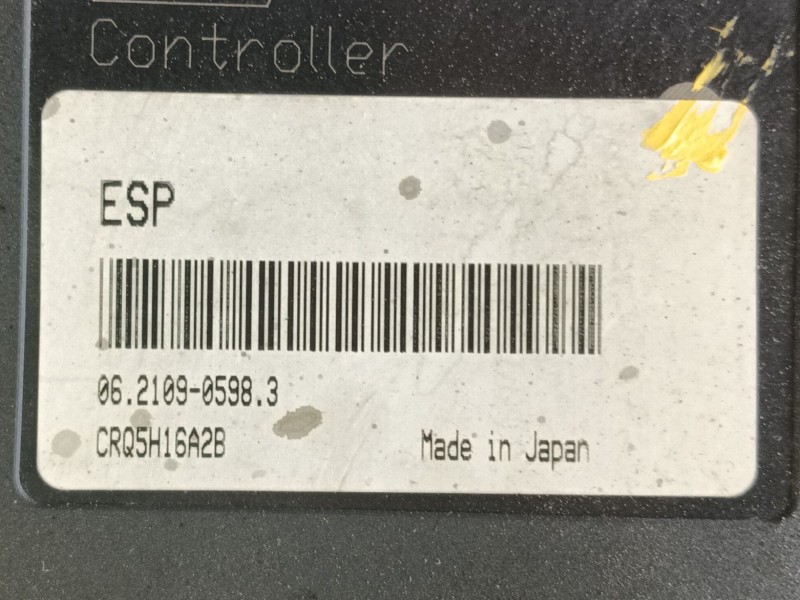 Controller
ESP
06.2109-0598.3
CRQ5H16A2B
Made in Japan